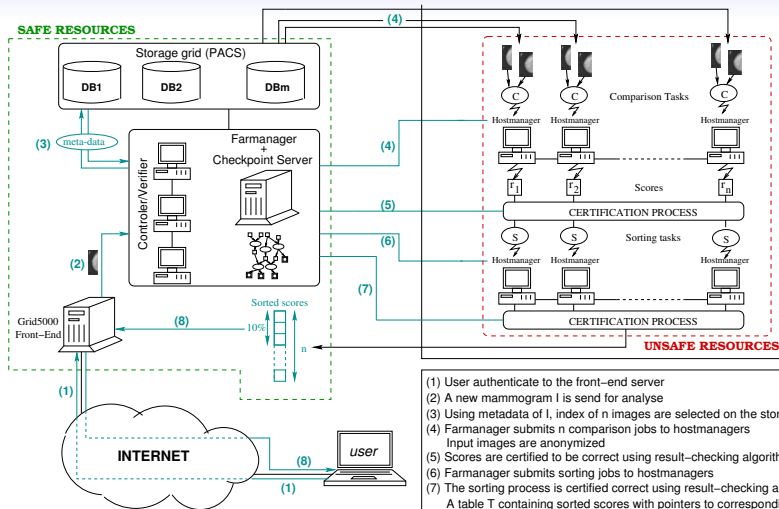 SAFE RESOURCES
Storage grid (PACS)
DB1
DB2
DBm
(3)
meta-data
Controler/Verifier
Farmanager
+
Checkpoint Server
(4)
(4)
(5)
(6)
(7)
(2)
Grid5000
Front-End
(8)
Sorted scores
10%
n
(1)
INTERNET
user
(8)
(1)
C
C
C
Comparison Tasks
Hostmanager
Hostmanager
Hostmanager
r1
r2
rn
Scores
CERTIFICATION PROCESS
S
S
S
Sorting tasks
Hostmanager
Hostmanager
Hostmanager
CERTIFICATION PROCESS
UNSAFE RESOURCES
(1) User authenticate to the front-end server
(2) A new mammogram I is send for analyse
(3) Using metadata of I, index of n images are selected on the
(4) Farmanager submits n comparison jobs to hostmanagers
Input images are anonymized
(5) Scores are certified to be correct using result-checking
(6) Farmanager submits sorting jobs to hostmanagers
(7) The sorting process is certified correct using result-checking
A table T containing sorted scores with pointers to